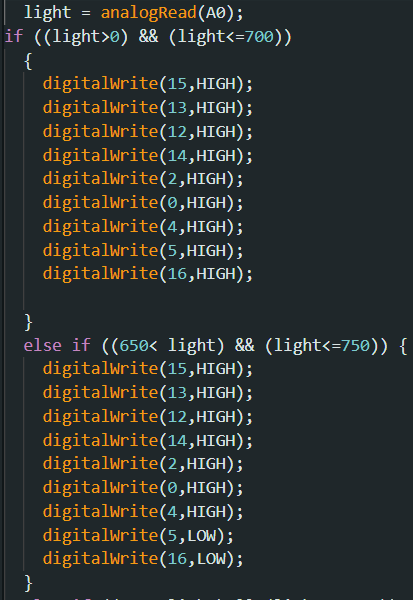 light = analogRead(A0);
if ((light>0) && (light<=700))
{
digitalWrite(15,HIGH);
digitalWrite(13,HIGH);
digitalWrite(12,HIGH);
digitalWrite(14,HIGH);
digitalWrite(2,HIGH);
digitalWrite(0,HIGH);
digitalWrite(4,HIGH);
digitalWrite(5,HIGH);
digitalWrite(16,HIGH);
}
else if ((650< light) && (light<=750)) {
digitalWrite(15,HIGH);
digitalWrite(13,HIGH);
digitalWrite(12,HIGH);
digitalWrite(14,HIGH);
digitalWrite(2,HIGH);
digitalWrite(0,HIGH);
digitalWrite(4,HIGH);
digitalWrite(5,LOW);
digitalWrite(16,LOW);
}